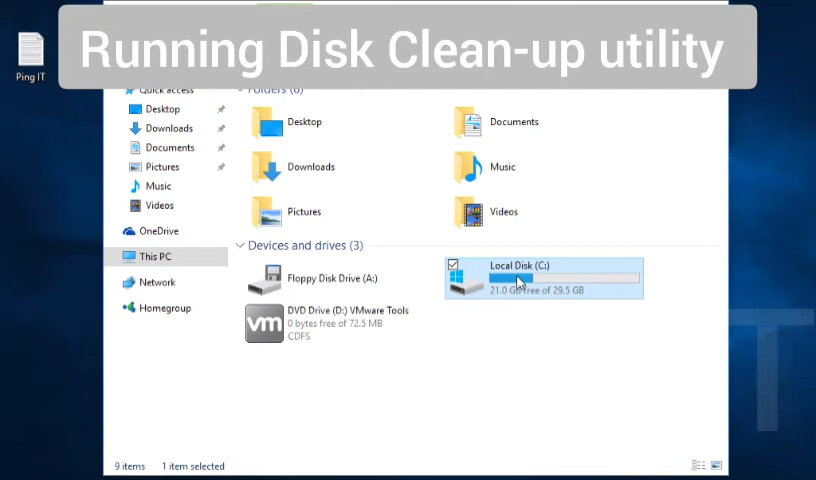 Running Disk Clean-up utility
Ping IT
Quick access
Desktop
Downloads
Documents
Pictures
Music
Videos
OneDrive
This PC
Network
Homegroup
Folders (6)
Desktop
Documents
Downloads
Music
Pictures
Videos
Devices and drives (3)
Floppy Disk Drive (A:)
Local Disk (C:)
21.0 GB free of 29.5 GB
vm
DVD Drive (D:) VMware Tools
0 bytes free of 72.5 MB
CDFS
9 items 1 item selected
T